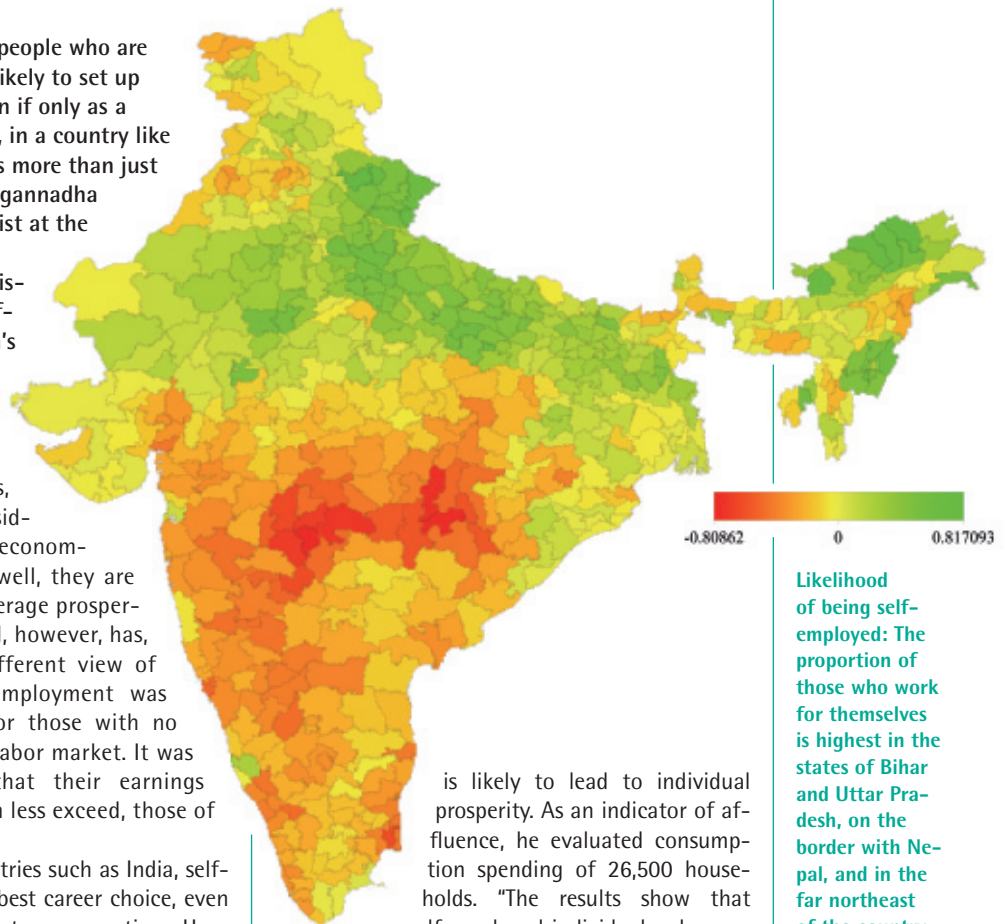 people who are
ikely to set up
n if only as a
, in a country like
s more than just
gannadha
ist at the
is-
f-
's
s,
sid-
econom-
well, they are
erage prosper-
, however, has,
fferent view of
mployment was
or those with no
abor market. It was
hat their earnings
less exceed, those of
tries such as India, self-
best career choice, even
is likely to lead to individual
prosperity. As an indicator of af-
fluence, he evaluated consump-
tion spending of 26,500 house-
holds. "The results show that
-0.80862 0 0.817093
Likelihood
of being self-
employed: The
proportion of
those who work
for themselves
is highest in the
states of Bihar
and Uttar Pra-
desh, on the
border with Ne-
pal, and in the
far northeast